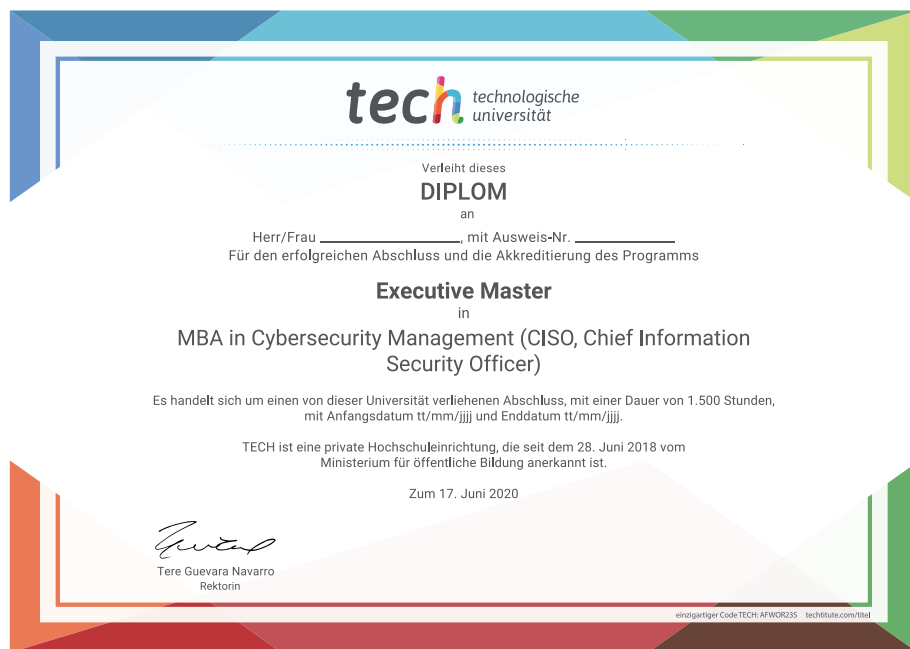 tech technologische
universität
Verleiht dieses
DIPLOM
an
Herr/Frau ____________________, mit Ausweis-Nr. ______________
Für den erfolgreichen Abschluss und die Akkreditierung des Programms
Executive Master
in
MBA in Cybersecurity Management (CISO, Chief Information
Security Officer)
Es handelt sich um einen von dieser Universität verliehenen Abschluss, mit einer Dauer von 1.500 Stunden,
mit Anfangsdatum tt/mm/jjjj und Enddatum tt/mm/jjjj.
TECH ist eine private Hochschuleinrichtung, die seit dem 28. Juni 2018 vom
Ministerium für öffentliche Bildung anerkannt ist.
Zum 17. Juni 2020
Tere Guevara Navarro
Rektorin
einzigartiger Code TECH: AFWOR23S techtitute.com/titel